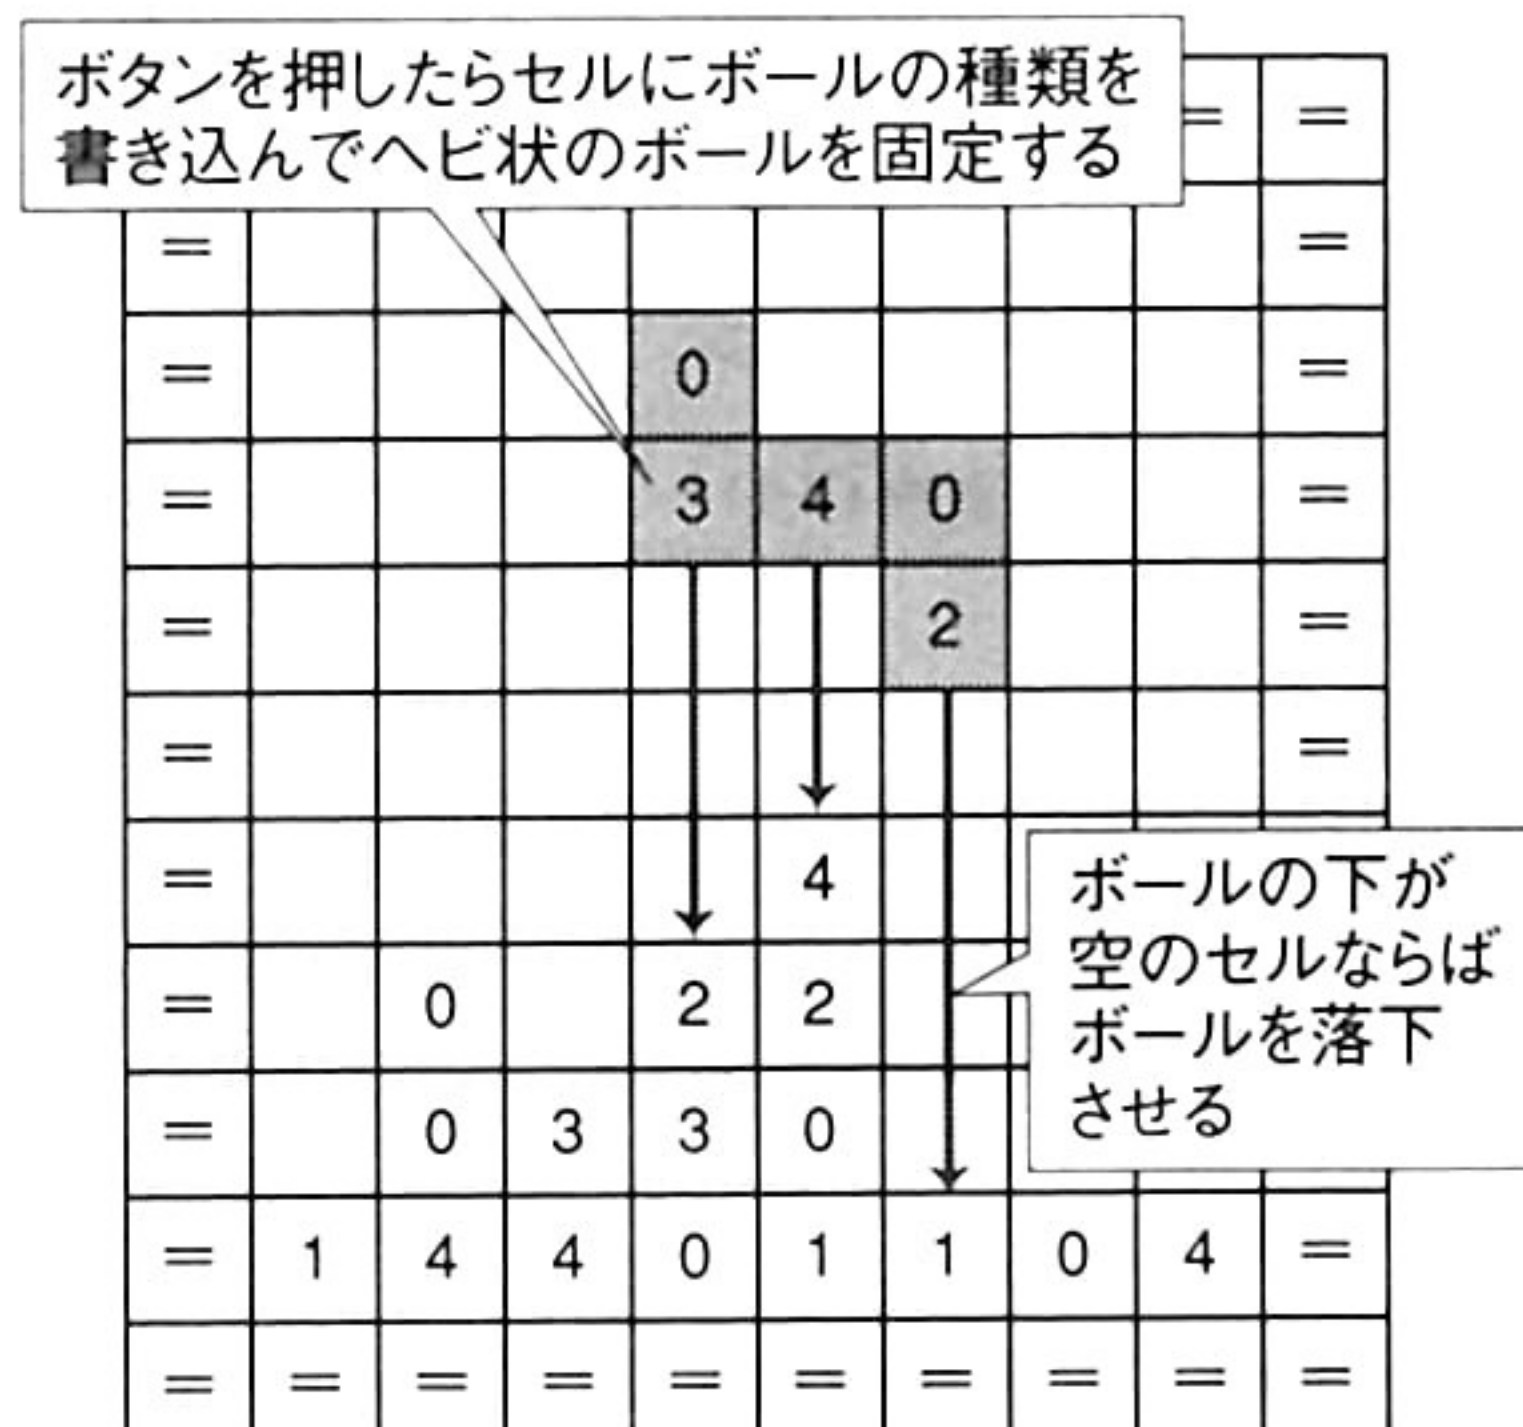 ボタンを押したらセルにボールの種類を
書き込んでヘビ状のボールを固定する
= =
= =
= 0 =
= 3 4 0 =
= 2 =
= =
= 4
= 0 2 2
= 0 3 3 0
= 1 4 4 0 1 1 0 4 =
= = = = = = = = = =
ボールの下が
空のセルならば
ボールを落下
させる